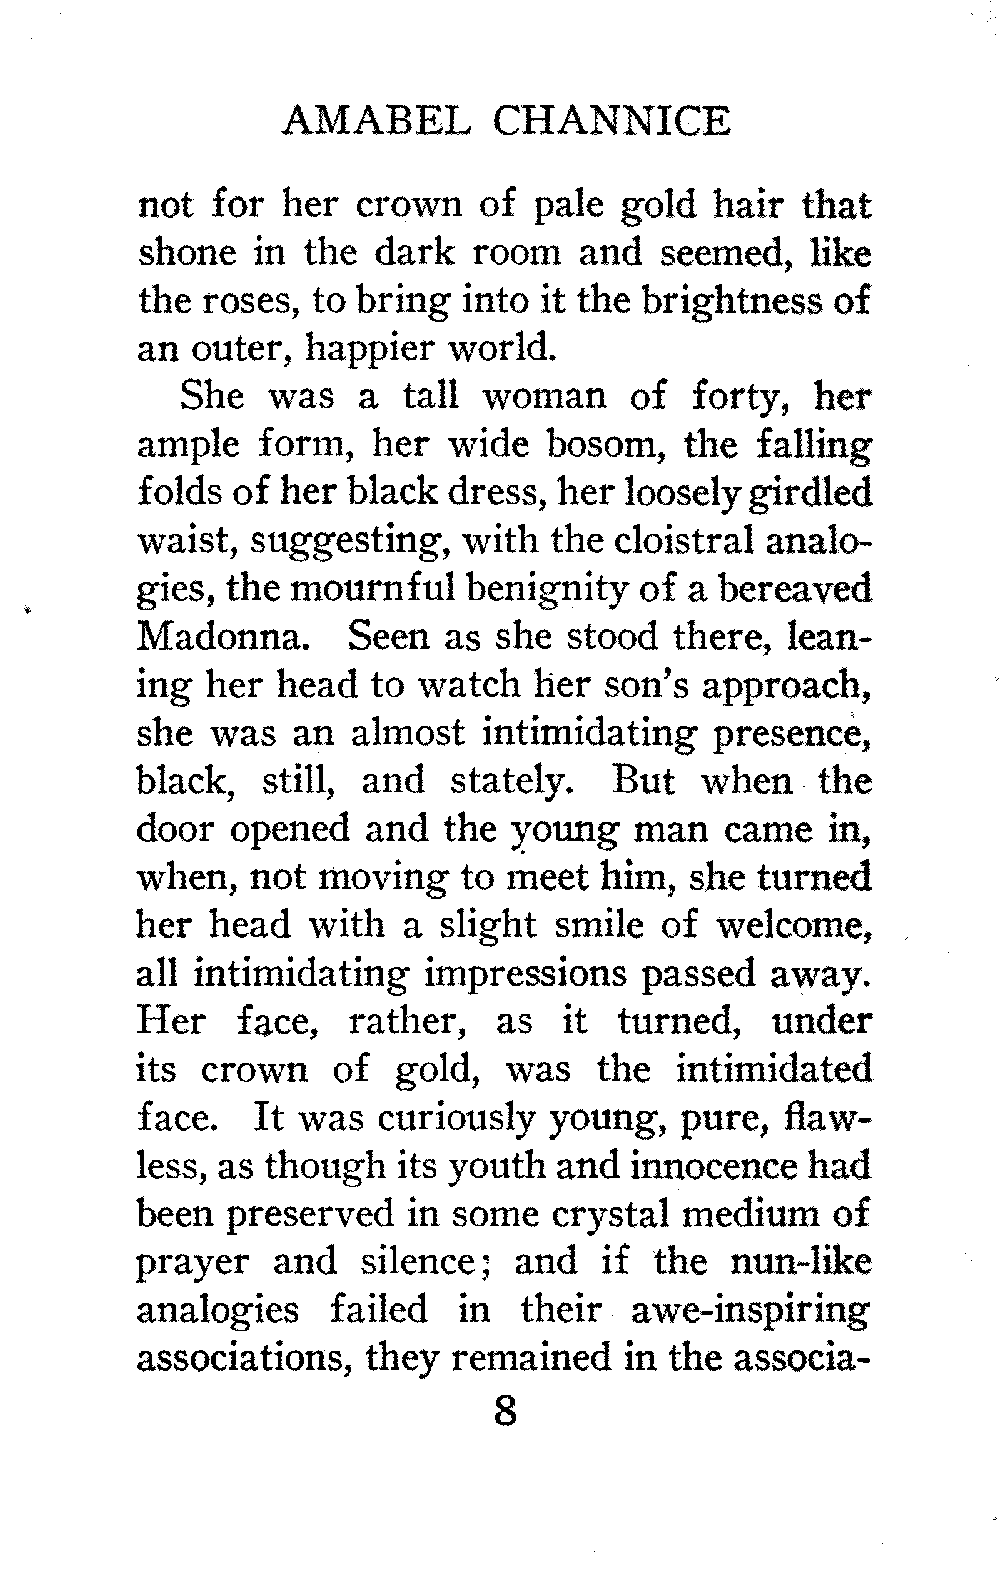 AMABEL CHANNICE
not for her crown of pale gold hair that
shone in the dark room and seemed, like
the roses, to bring into it the brightness of
an outer, happier world.
She was a tall woman of forty, her
ample form, her wide bosom, the falling
folds of her black dress, her loosely girdled
waist, suggesting, with the cloistral analo-
gies, the mournful benignity of a bereaved
Madonna. Seen as she stood there, lean-
ing her head to watch her son's approach,
she was an almost intimidating presence,
black, still, and stately. But when the
door opened and the young man came in,
when, not moving to meet him, she turned
her head with a slight smile of welcome,
all intimidating impressions passed away.
Her face, rather, as it turned, under
its crown of gold, was the intimidated
face. It was curiously young, pure, flaw-
less, as though its youth and innocence had
been preserved in some crystal medium of
prayer and silence; and if the nun-like
analogies failed in their awe-inspiring
associations, they remained in the associa-
8